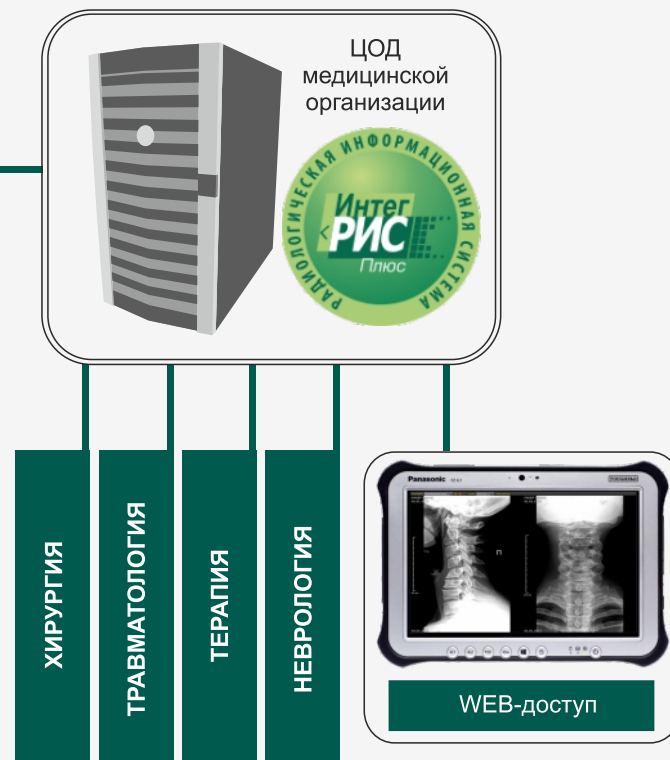 ЦОД
медицинской
организации
РАДИОЛОГИЧЕСКАЯ ИНФОРМАЦИОННАЯ СИСТЕМА
Интег
РИС
Плюс
ХИРУРГИЯ
ТРАВМАТОЛОГИЯ
ТЕРАПИЯ
НЕВРОЛОГИЯ
Panasonic
П
WEB-доступ